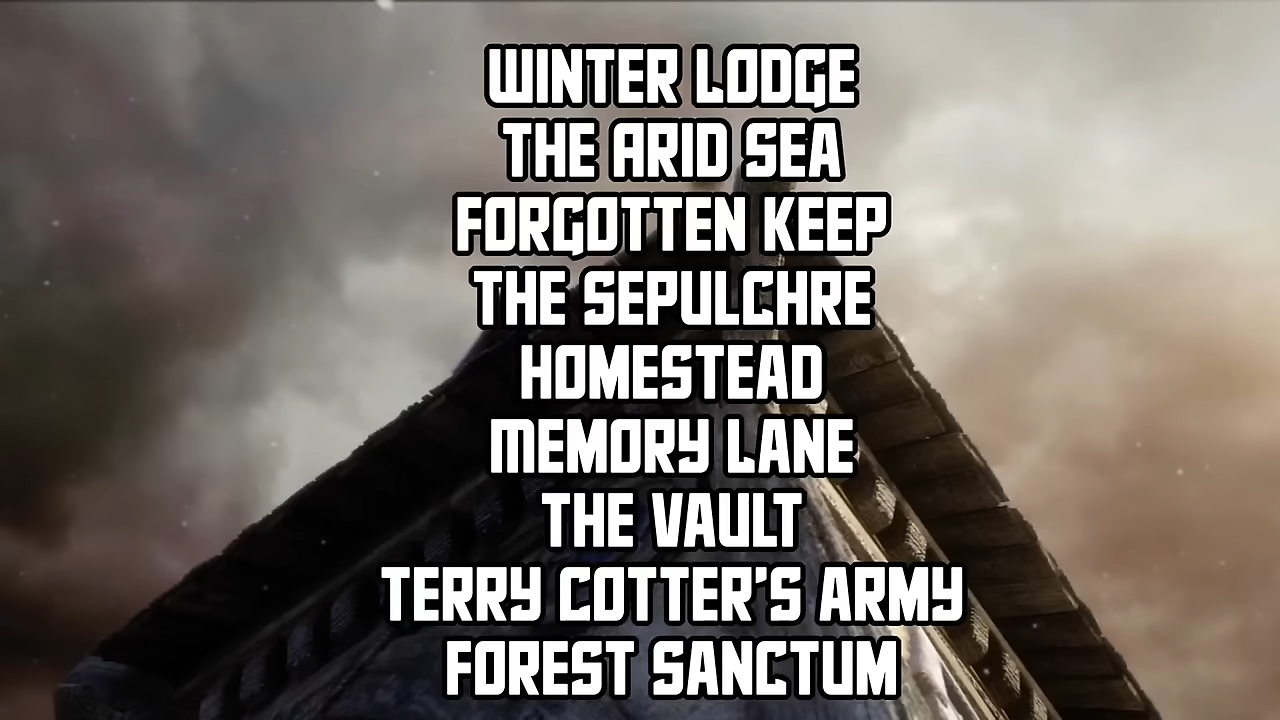 WINTER LODGE
THE ARID SEA
FORGOTTEN KEEP
THE SEPULCHRE
HOMESTEAD
MEMORY LANE
THE VAULT
TERRY COTTER'S ARMY
FOREST SANCTUM